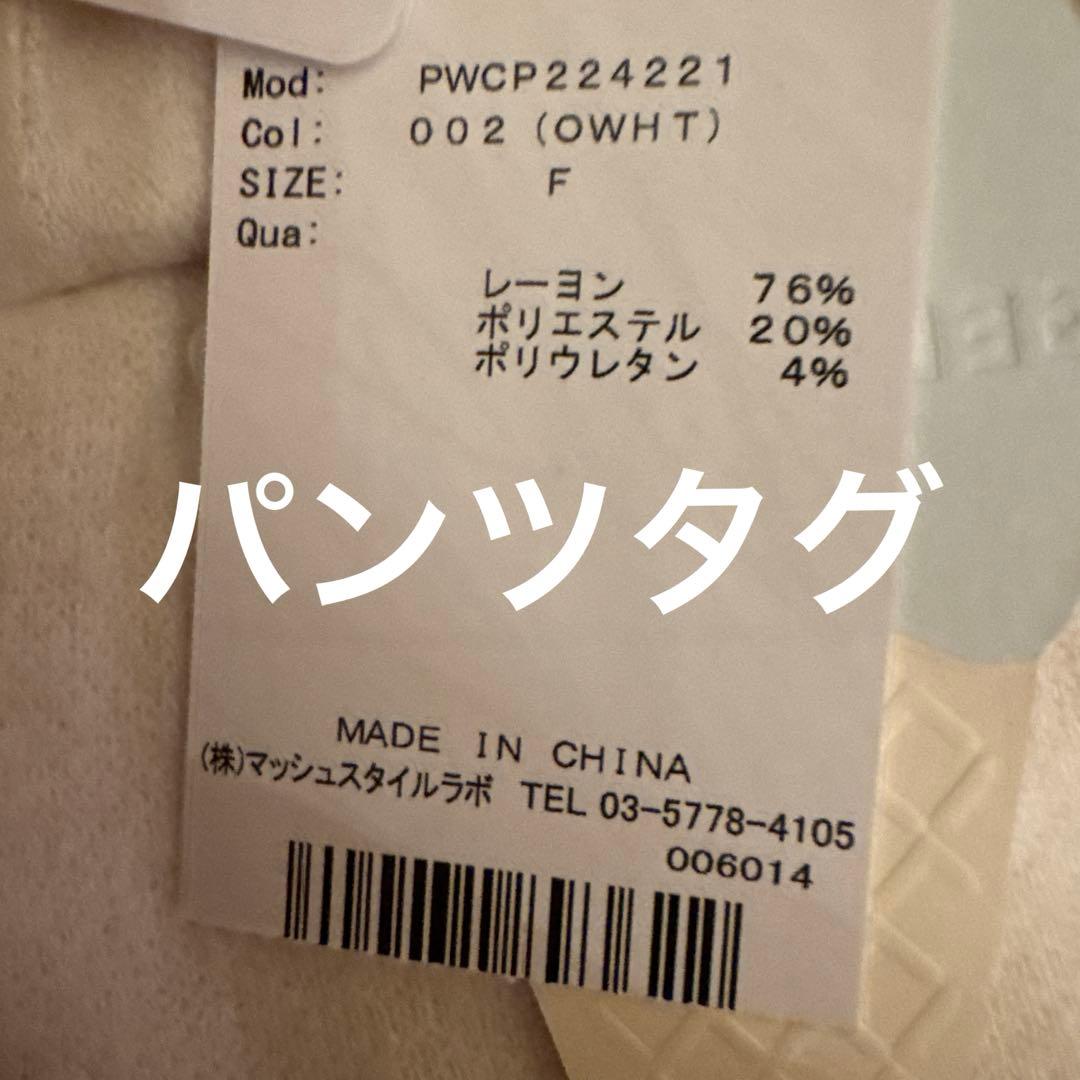 Mod: PWCP224221
Col: 002 (OWHT)
SIZE: F
Qua:
レーヨン 76%
ポリエステル 20%
ポリウレタン 4%
パンツタグ
MADE IN CHINA
(株)マッシュスタイルラボ TEL 03-5778-4105
006014